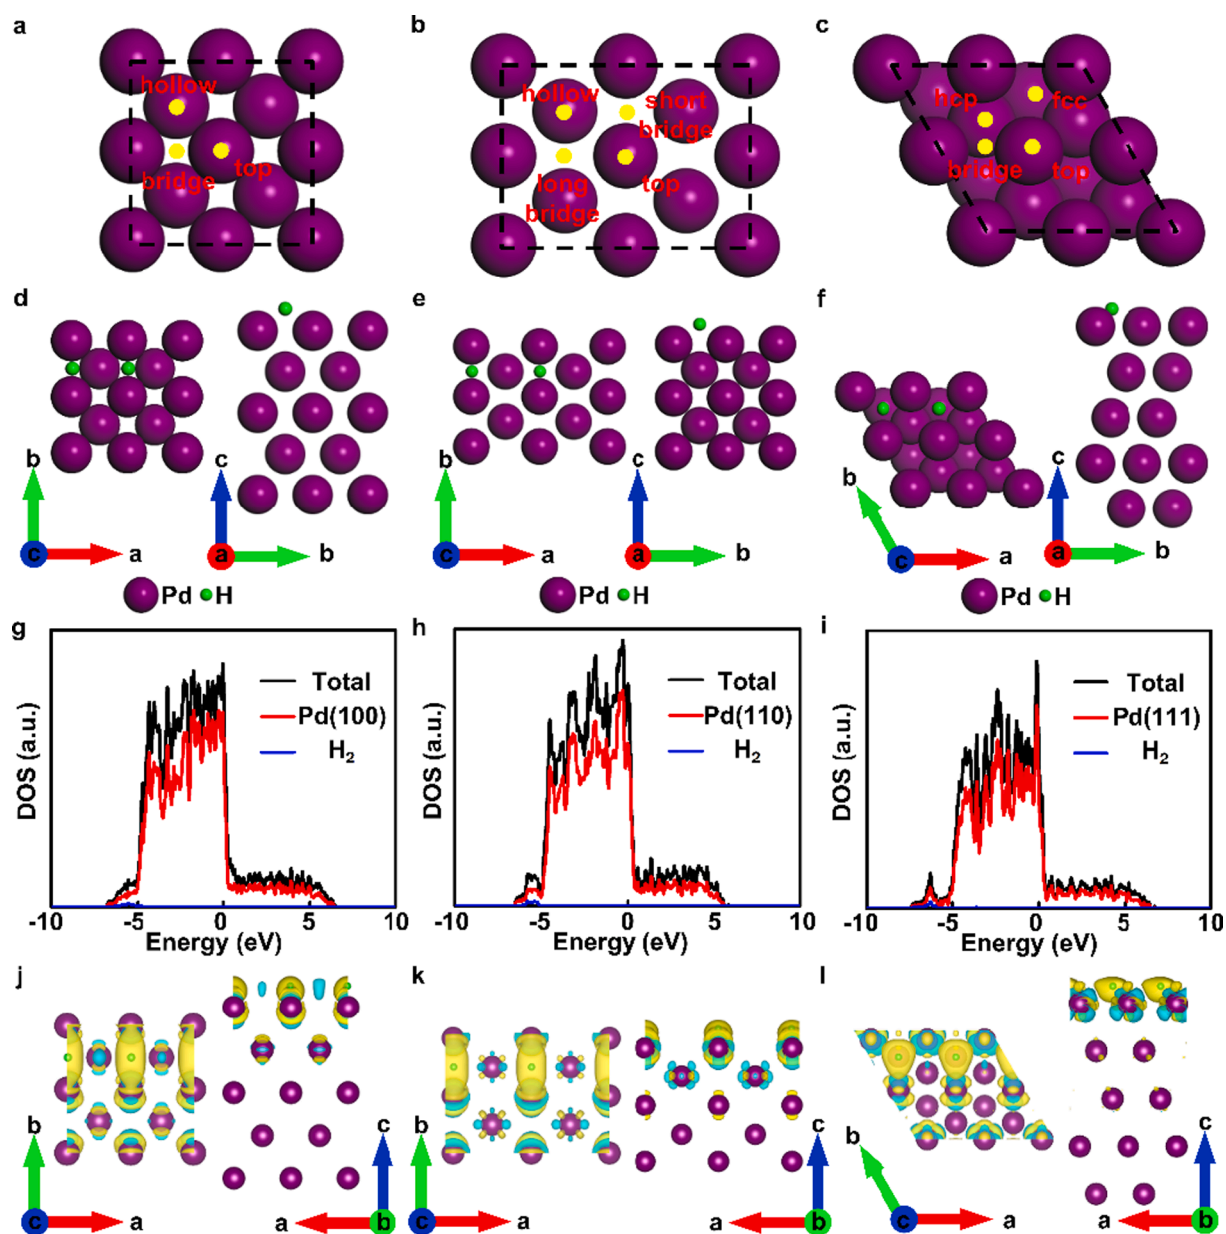 a
b
c
hollow
bridge
top
hollow
short
bridge
long
bridge
top
hcp
fcc
bridge
top
d
e
f
b
c
a
c
a
b
b
c
a
c
a
b
b
c
a
c
a
b
Pd H
Pd H
Pd H
g
h
i
Total
Pd(100)
H₂
DOS (a.u.)
-10 -5 0 5 10
Energy (eV)
Total
Pd(110)
H₂
DOS (a.u.)
-10 -5 0 5 10
Energy (eV)
Total
Pd(111)
H₂
DOS (a.u.)
-10 -5 0 5 10
Energy (eV)
j
k
l
b
c
a
c
a
b
b
c
a
c
a
b
b
c
a
c
a
b